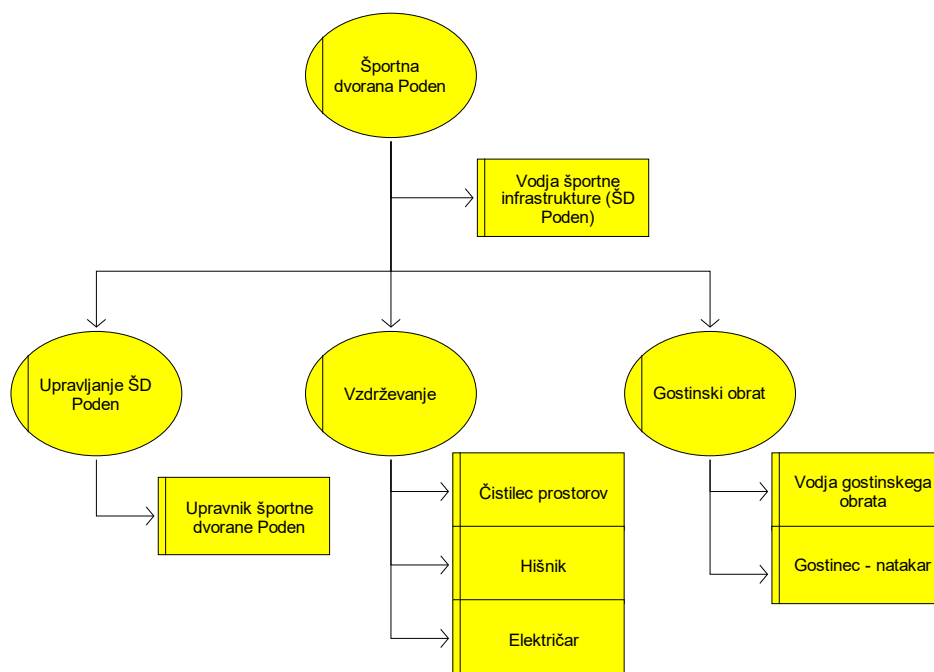 Športna
dvorana Poden
Vodja športne
infrastrukture (ŠD
Poden)
Upravljanje ŠD
Poden
Vzdrževanje
Gostinski obrat
Upravnik športne
dvorane Poden
Čistilec prostorov
Hišnik
Električar
Vodja gostinskega
obrata
Gostinec - natakar